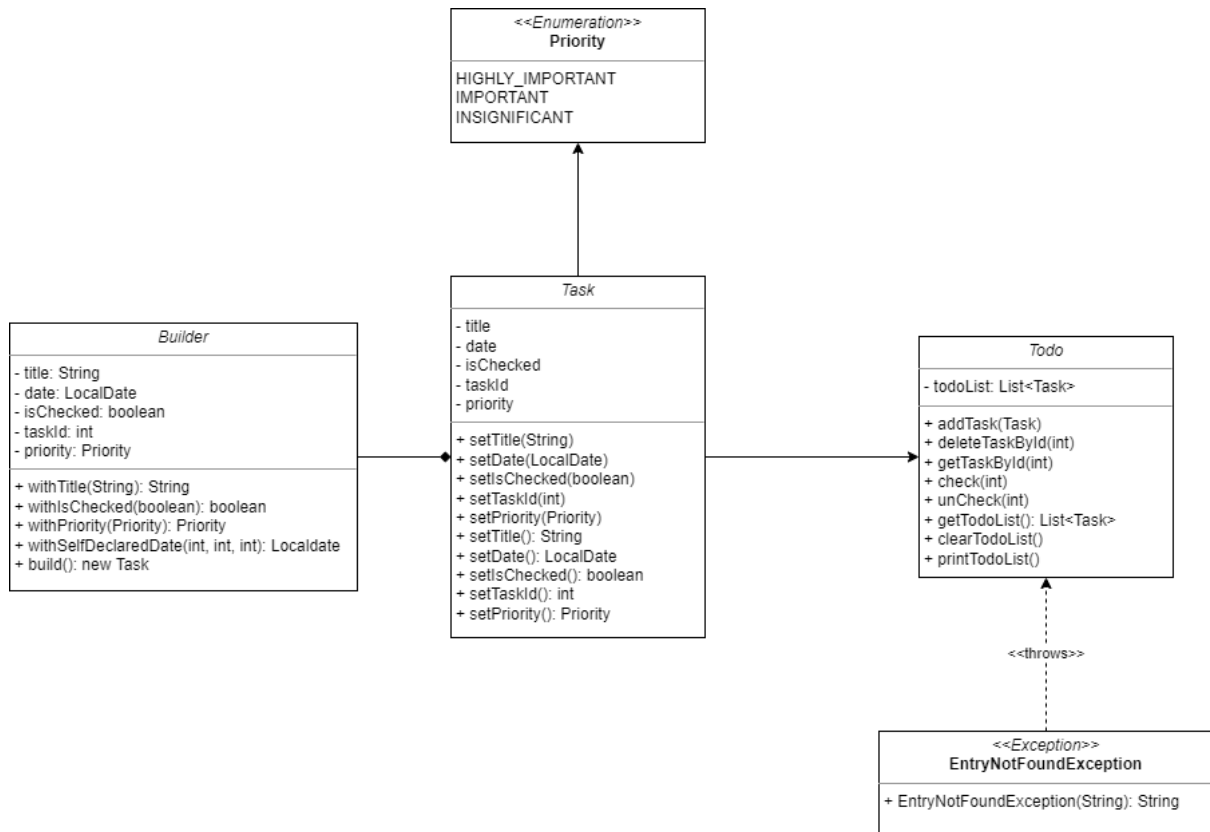 <<Enumeration>>
Priority
HIGHLY_IMPORTANT
IMPORTANT
INSIGNIFICANT
Builder
- title: String
- date: LocalDate
- isChecked: boolean
- taskId: int
- priority: Priority
+ withTitle(String): String
+ withIsChecked(boolean): boolean
+ withPriority(Priority): Priority
+ withSelfDeclaredDate(int, int, int): Localdate
+ build(): new Task
Task
- title
- date
- isChecked
- taskId
- priority
+ setTitle(String)
+ setDate(LocalDate)
+ setIsChecked(boolean)
+ setTaskId(int)
+ setPriority(Priority)
+ setTitle(): String
+ setDate(): LocalDate
+ setIsChecked(): boolean
+ setTaskId(): int
+ setPriority(): Priority
Todo
- todoList: List<Task>
+ addTask(Task)
+ deleteTaskById(int)
+ getTaskById(int)
+ check(int)
+ unCheck(int)
+ getTodoList(): List<Task>
+ clearTodoList()
+ printTodoList()
<<throws>>
<<Exception>>
EntryNotFoundException
+ EntryNotFoundException(String): String